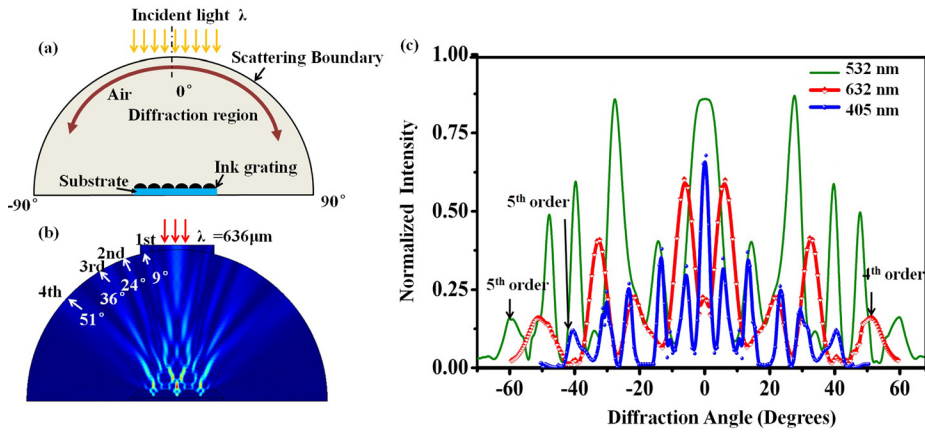 Incident light λ
(a)
Scattering Boundary
0°
Air
Diffraction region
Ink grating
Substrate
-90°
90°
(b)
λ =636μm
1st
2nd
3rd
4th
9°
24°
36°
51°
(c)
1.00
0.75
0.50
0.25
0.00
Normalized Intensity
532 nm
632 nm
405 nm
5th order
5th order
4th order
-60
-40
-20
0
20
40
60
Diffraction Angle (Degrees)